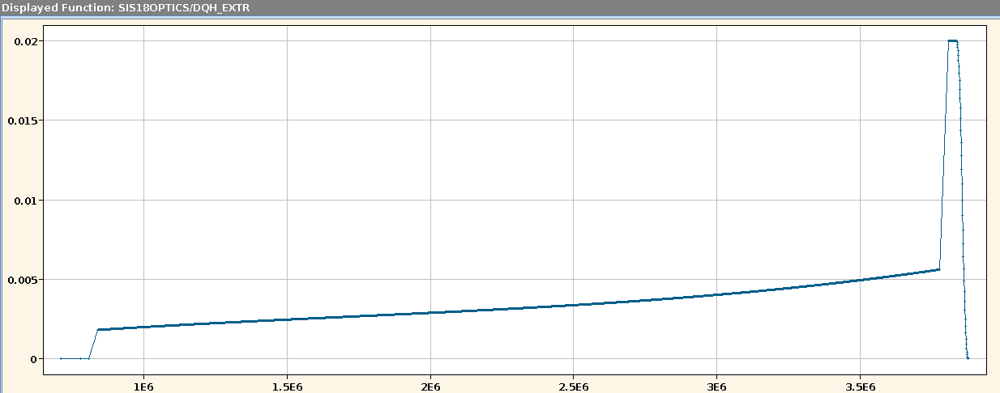 Displayed Function: SIS18OPTICS/DQH_EXTR
0.02
0.015
0.01
0.005
0
1E6 1.5E6 2E6 2.5E6 3E6 3.5E6